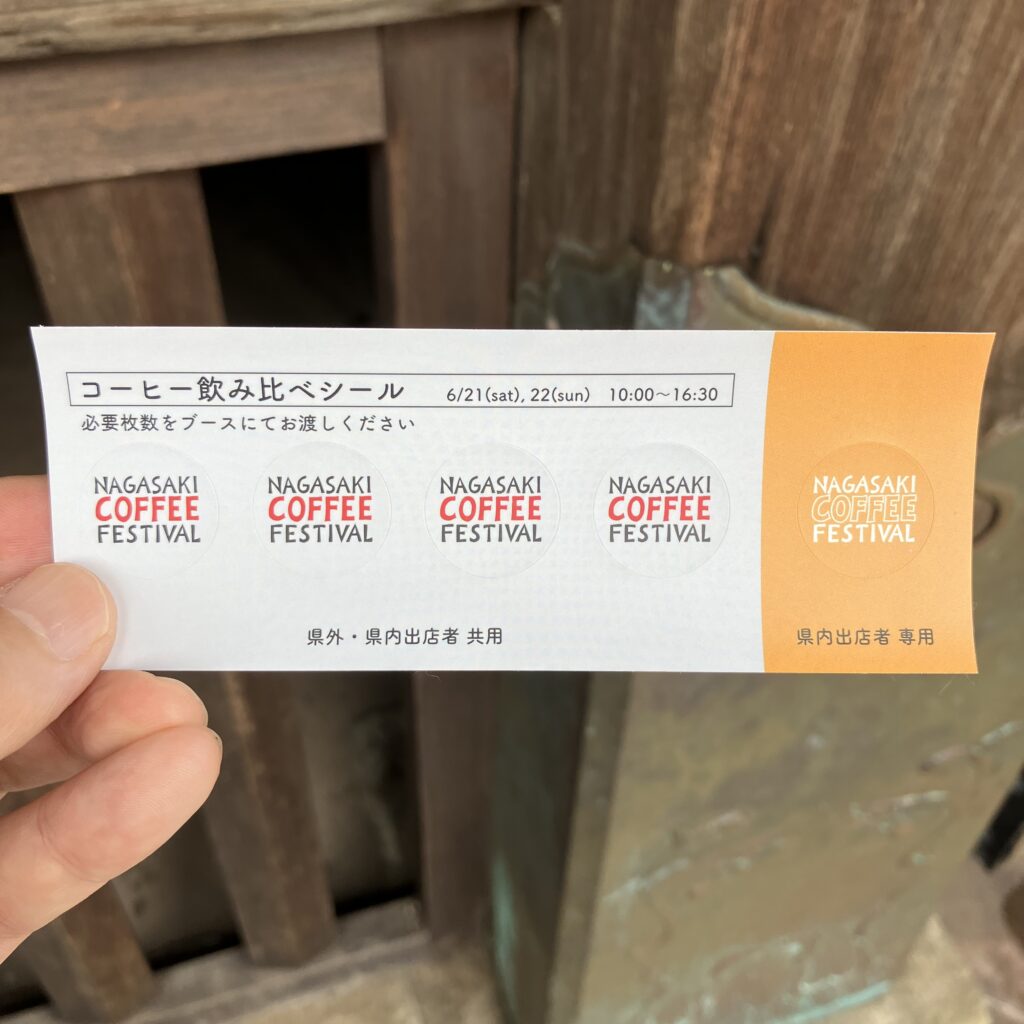 コーヒー飲み比べシール 6/21(sat), 22(sun) 10:00～16:30
必要枚数をブースにてお渡しください
NAGASAKI
COFFEE
FESTIVAL
NAGASAKI
COFFEE
FESTIVAL
NAGASAKI
COFFEE
FESTIVAL
NAGASAKI
COFFEE
FESTIVAL
NAGASAKI
COFFEE
FESTIVAL
県外・県内出店者 共用
県内出店者 専用